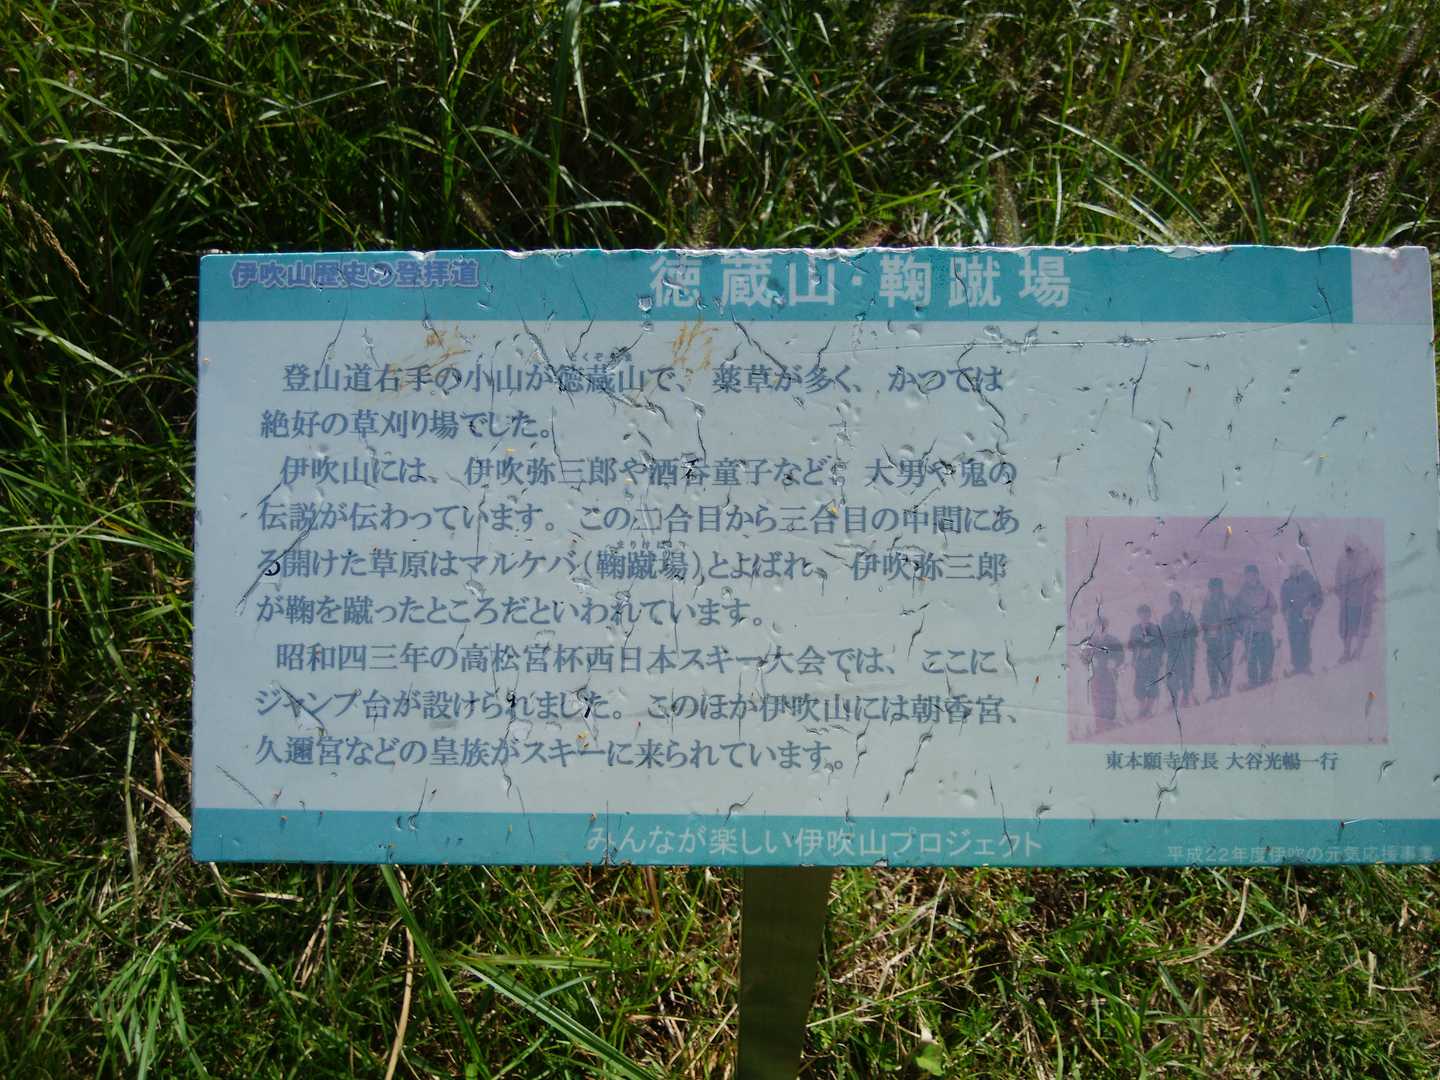 伊吹山歴史の登拝道
徳蔵山・鞠蹴場
とくぞやま
登山道右手の小山が徳蔵山で、薬草が多く、かつては
絶好の草刈り場でした。
伊吹山には、伊吹弥三郎や酒呑童子など、大男や鬼の
伝説が伝わっています。この二合目から三合目の中間にあ
まりけば
る開けた草原はマルケバ（鞠蹴場）とよばれ、伊吹弥三郎
が鞠を蹴ったところだといわれています。
昭和四三年の高松宮杯西日本スキー大会では、ここに
ジャンプ台が設けられました。このほか伊吹山には朝香宮、
久邇宮などの皇族がスキーに来られています。
東本願寺管長 大谷光暢一行
みんなが楽しい伊吹山プロジェクト
平成22年度伊吹の元気応援事業